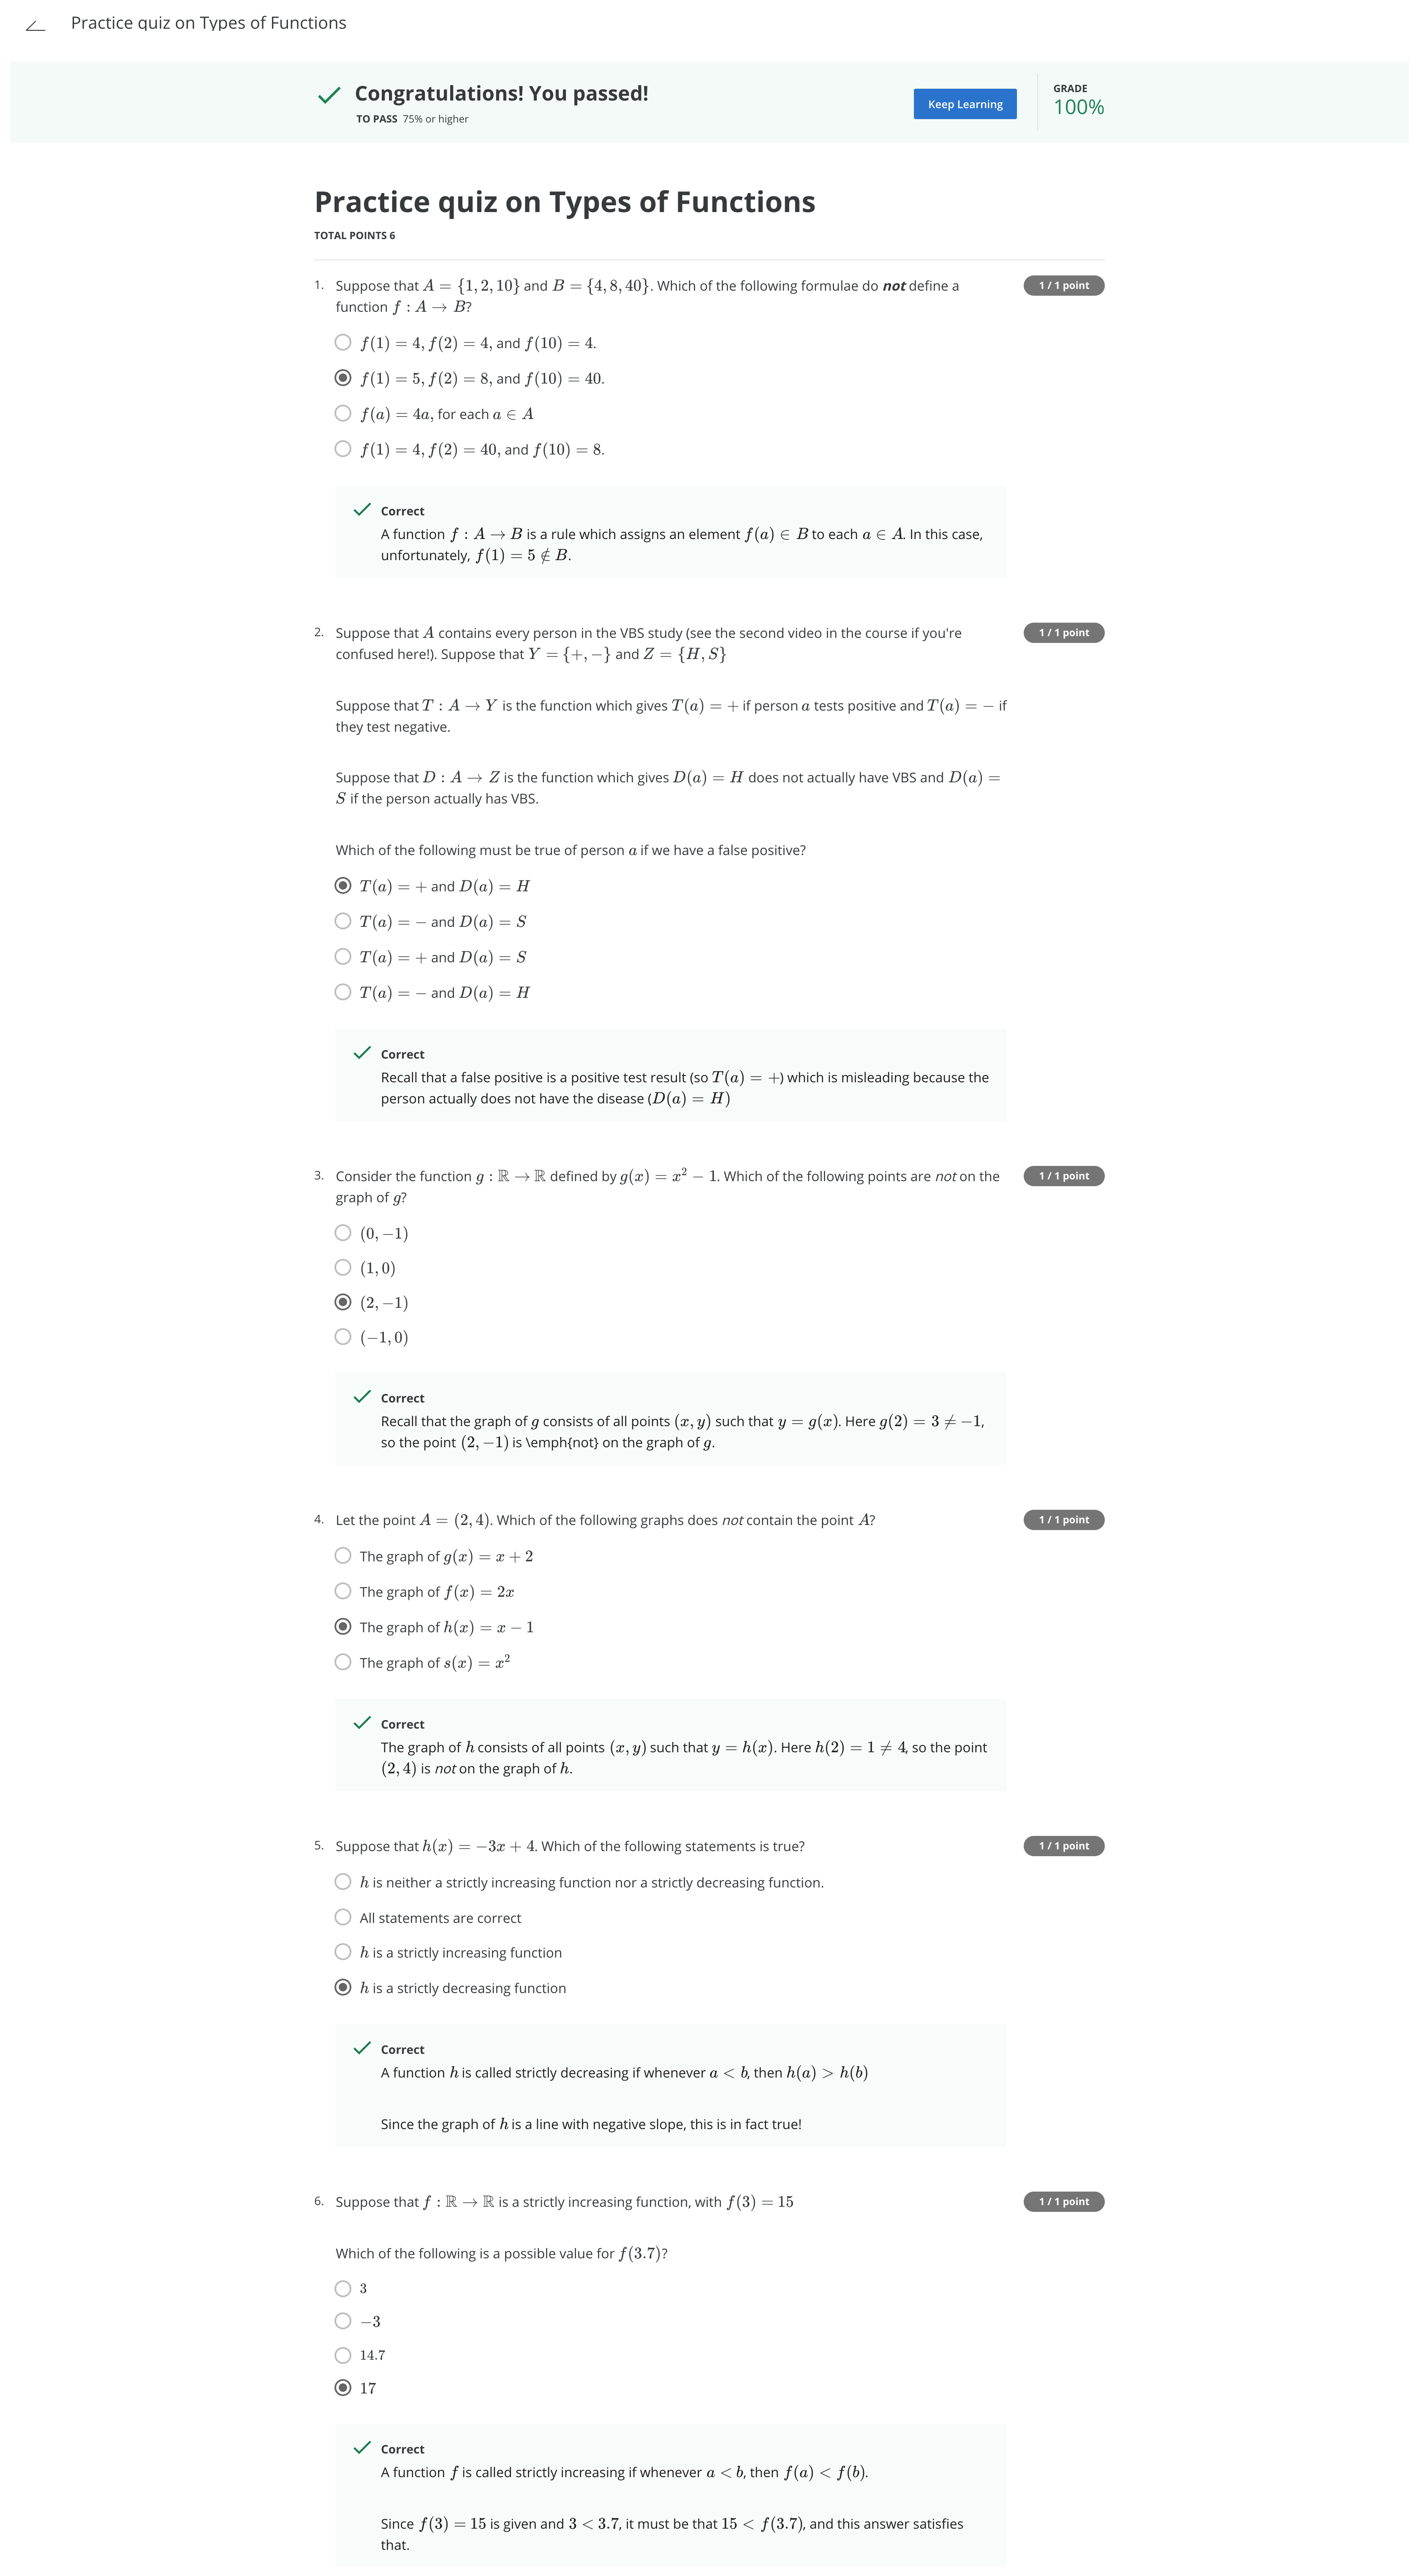 Practice quiz on Types of Functions
Congratulations! You passed!
TO PASS 75% or higher
Keep Learning
GRADE
100%
Practice quiz on Types of Functions
TOTAL POINTS 6
1. Suppose that A = {1, 2, 10} and B = {4, 8, 40}. Which of the following formulae do not define a
function f : A → B?
1 / 1 point
f(1) = 4, f(2) = 4, and f(10) = 4.
f(1) = 5, f(2) = 8, and f(10) = 40.
f(a) = 4a, for each a ∈ A
f(1) = 4, f(2) = 40, and f(10) = 8.
Correct
A function f : A → B is a rule which assigns an element f(a) ∈ B to each a ∈ A. In this case,
unfortunately, f(1) = 5 ∉ B.
2. Suppose that A contains every person in the VBS study (see the second video in the course if you're
confused here!). Suppose that Y = {+, −} and Z = {H, S}
1 / 1 point
Suppose that T : A → Y is the function which gives T(a) = + if person a tests positive and T(a) = − if
they test negative.
Suppose that D : A → Z is the function which gives D(a) = H does not actually have VBS and D(a) =
S if the person actually has VBS.
Which of the following must be true of person a if we have a false positive?
T(a) = + and D(a) = H
T(a) = − and D(a) = S
T(a) = + and D(a) = S
T(a) = − and D(a) = H
Correct
Recall that a false positive is a positive test result (so T(a) = +) which is misleading because the
person actually does not have the disease (D(a) = H)
3. Consider the function g : ℝ → ℝ defined by g(x) = x² − 1. Which of the following points are not on the
graph of g?
1 / 1 point
(0, −1)
(1, 0)
(2, −1)
(−1, 0)
Correct
Recall that the graph of g consists of all points (x, y) such that y = g(x). Here g(2) = 3 ≠ −1,
so the point (2, −1) is \emph{not} on the graph of g.
4. Let the point A = (2, 4). Which of the following graphs does not contain the point A?
1 / 1 point
The graph of g(x) = x + 2
The graph of f(x) = 2x
The graph of h(x) = x − 1
The graph of s(x) = x²
Correct
The graph of h consists of all points (x, y) such that y = h(x). Here h(2) = 1 ≠ 4, so the point
(2, 4) is not on the graph of h.
5. Suppose that h(x) = −3x + 4. Which of the following statements is true?
1 / 1 point
h is neither a strictly increasing function nor a strictly decreasing function.
All statements are correct
h is a strictly increasing function
h is a strictly decreasing function
Correct
A function h is called strictly decreasing if whenever a < b, then h(a) > h(b)
Since the graph of h is a line with negative slope, this is in fact true!
6. Suppose that f : ℝ → ℝ is a strictly increasing function, with f(3) = 15
1 / 1 point
Which of the following is a possible value for f(3.7)?
3
−3
14.7
17
Correct
A function f is called strictly increasing if whenever a < b, then f(a) < f(b).
Since f(3) = 15 is given and 3 < 3.7, it must be that 15 < f(3.7), and this answer satisfies
that.